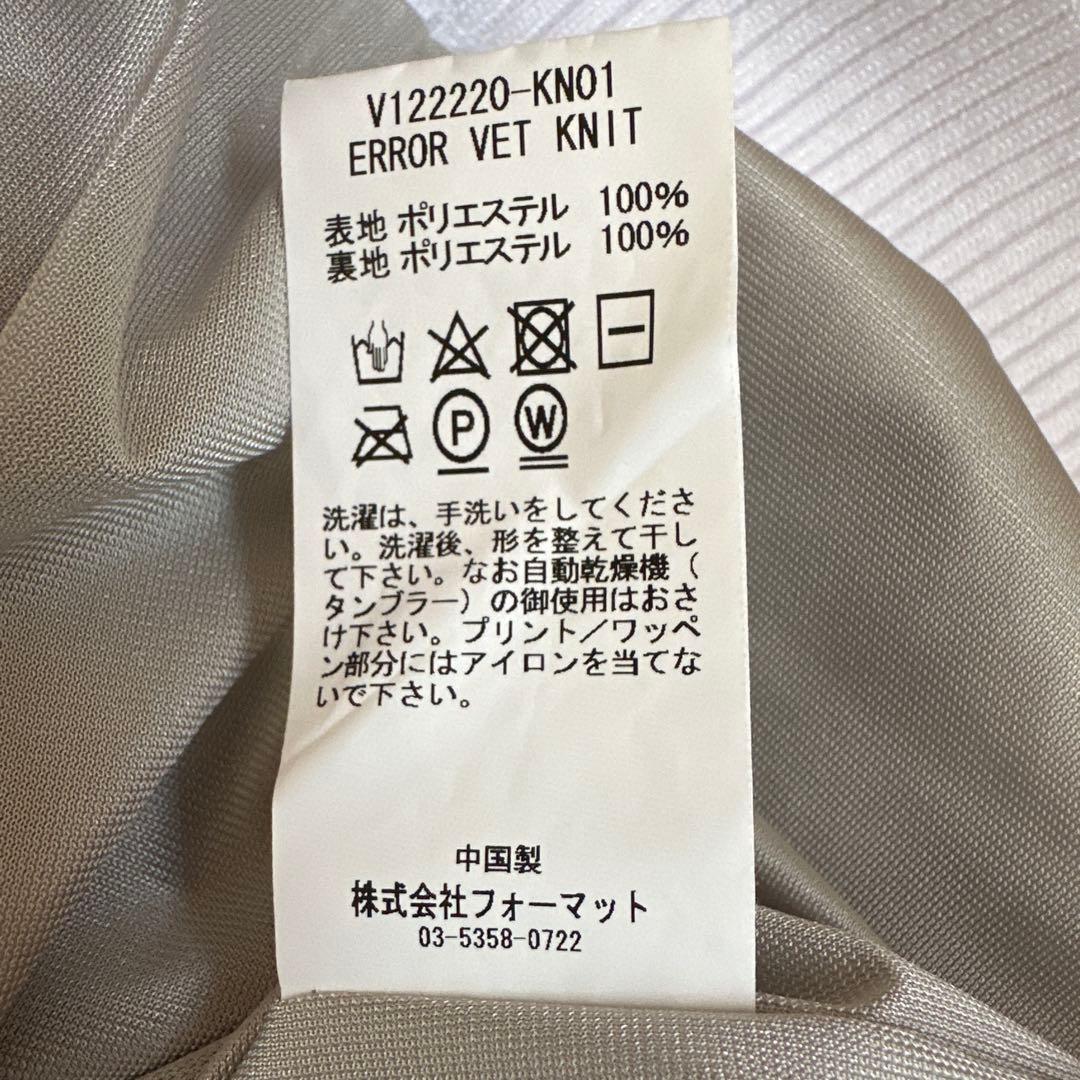 V122220-KN01
ERROR VET KNIT
表地 ポリエステル 100%
裏地 ポリエステル 100%
P W
洗濯は、手洗いをしてくださ
い。洗濯後、形を整えて干し
て下さい。なお自動乾燥機(
タンブラー)の御使用はおさ
け下さい。プリント/ワッペ
ン部分にはアイロンを当てな
いで下さい。
中国製
株式会社フォーマット
03-5358-0722